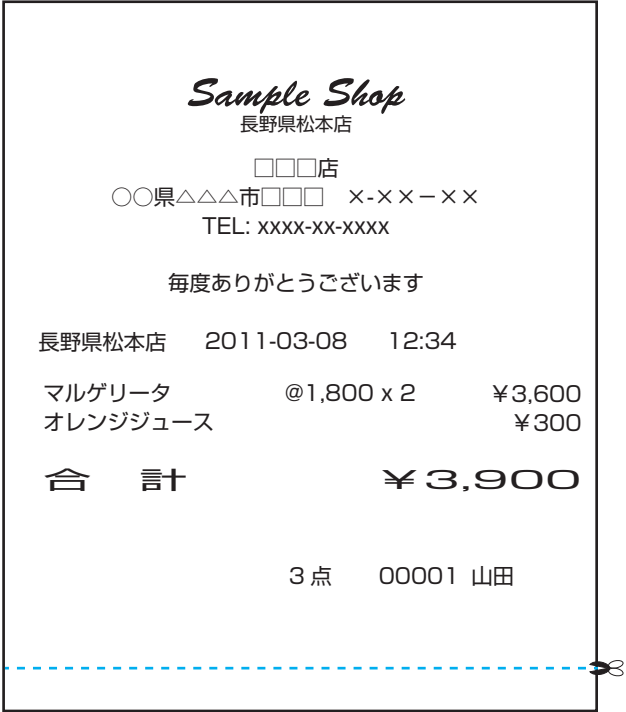 Sample Shop
長野県松本店
□□□店
○○県△△△市□□□　×-××－××
TEL: xxxx-xx-xxxx
毎度ありがとうございます
長野県松本店　2011-03-08　12:34
マルゲリータ　@1,800 x 2　￥3,600
オレンジジュース　￥300
合　計　￥3,900
3点　00001 山田